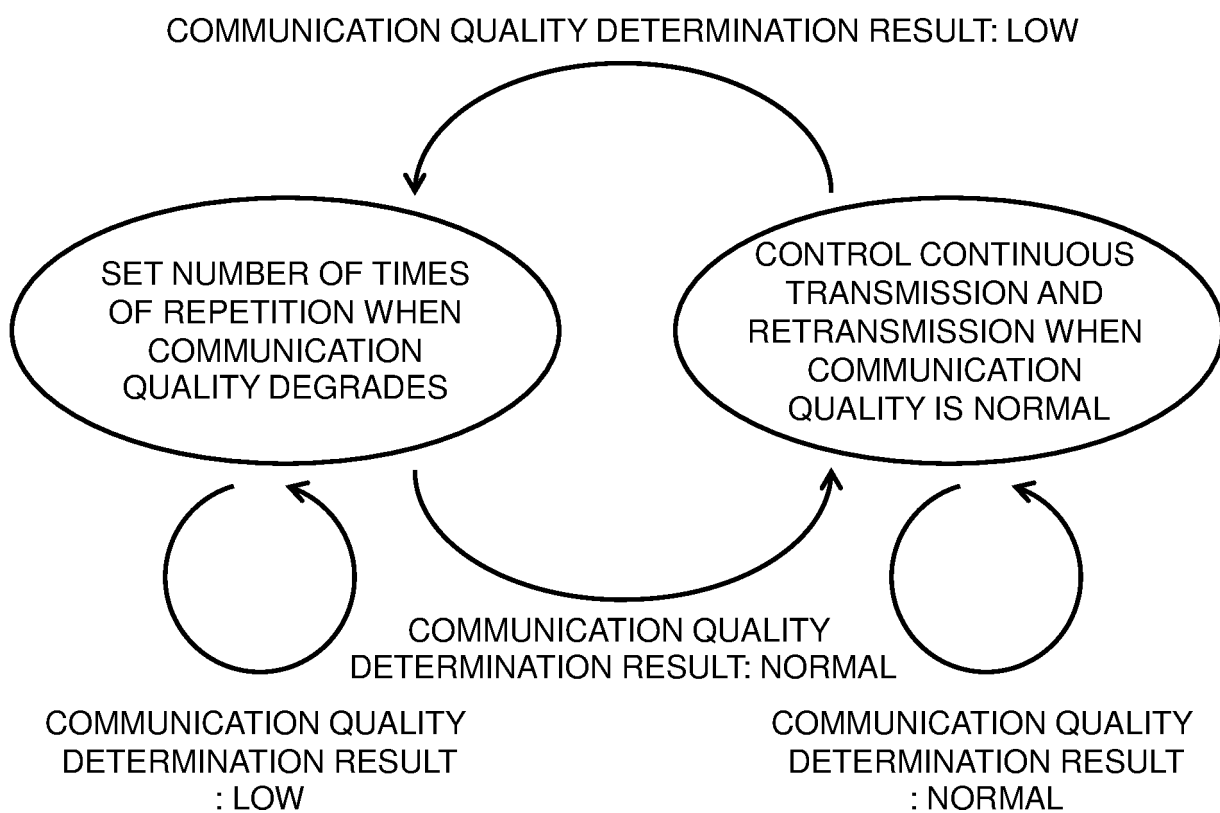 COMMUNICATION QUALITY DETERMINATION RESULT: LOW
SET NUMBER OF TIMES
OF REPETITION WHEN
COMMUNICATION
QUALITY DEGRADES
CONTROL CONTINUOUS
TRANSMISSION AND
RETRANSMISSION WHEN
COMMUNICATION
QUALITY IS NORMAL
COMMUNICATION QUALITY
DETERMINATION RESULT: NORMAL
COMMUNICATION QUALITY
DETERMINATION RESULT
: LOW
COMMUNICATION QUALITY
DETERMINATION RESULT
: NORMAL